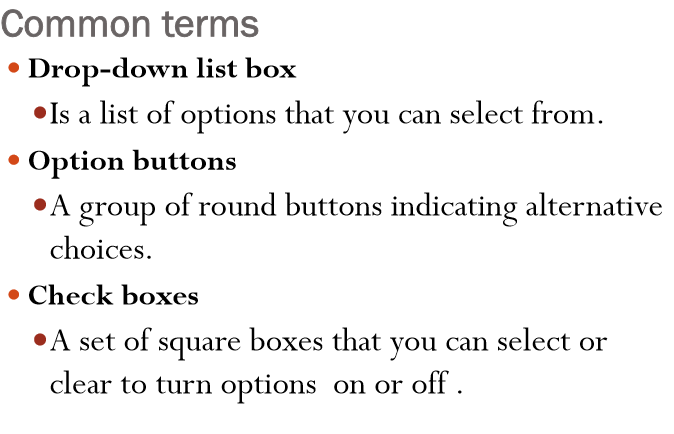 Common terms
• Drop-down list box
•Is a list of options that you can select from.
• Option buttons
•A group of round buttons indicating alternative
choices.
• Check boxes
•A set of square boxes that you can select or
clear to turn options  on or off .